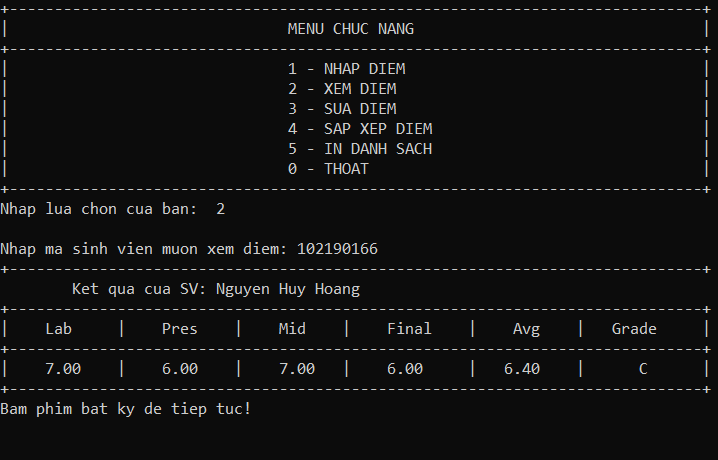 MENU CHUC NANG
1 - NHAP DIEM
2 - XEM DIEM
3 - SUA DIEM
4 - SAP XEP DIEM
5 - IN DANH SACH
0 - THOAT
Nhap lua chon cua ban: 2
Nhap ma sinh vien muon xem diem: 102190166
Ket qua cua SV: Nguyen Huy Hoang
| Lab | Pres | Mid | Final | Avg | Grade |
| 7.00 | 6.00 | 7.00 | 6.00 | 6.40 | C |
Bam phim bat ky de tiep tuc!